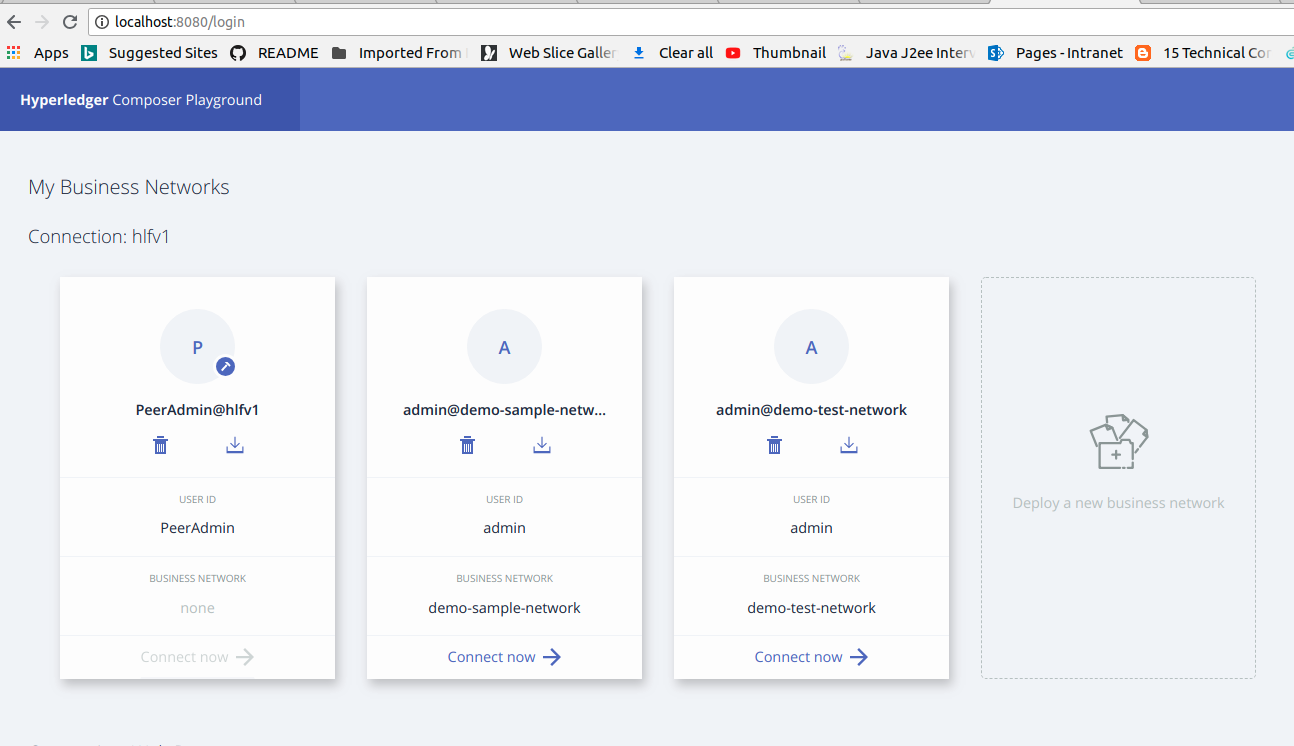 localhost:8080/login
Apps Suggested Sites README Imported From Web Slice Galler Clear all Thumbnail Java J2ee Interv Pages - Intranet 15 Technical Cor
Hyperledger Composer Playground
My Business Networks
Connection: hlfv1
P A A
PeerAdmin@hlfv1 admin@demo-sample-netw... admin@demo-test-network
USER ID USER ID USER ID
PeerAdmin admin admin
Deploy a new business network
BUSINESS NETWORK BUSINESS NETWORK BUSINESS NETWORK
none demo-sample-network demo-test-network
Connect now Connect now Connect now